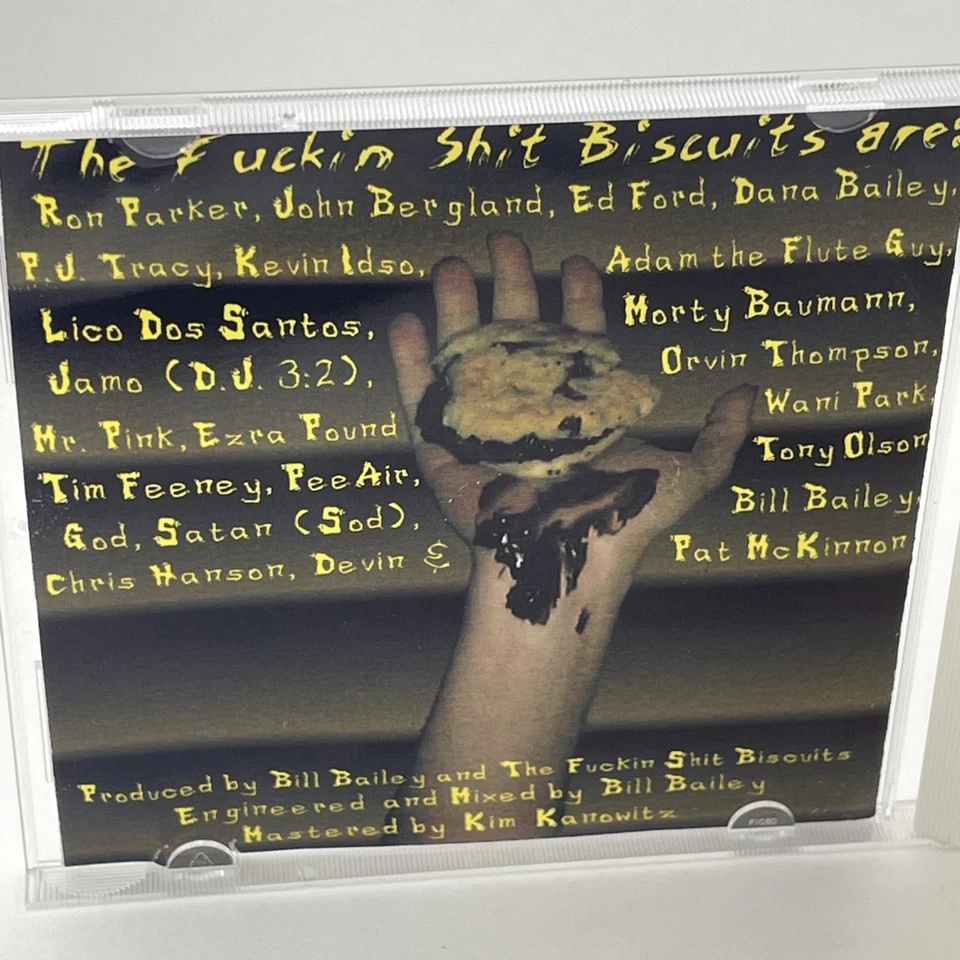 The Fuckin Shit Biscuits are:
Ron Parker, John Bergland, Ed Ford, Dana Bailey,
P.J. Tracy, Kevin Idso,
Adam the Flute Guy,
Lico Dos Santos,
Morty Baumann,
Jamo (D.J. 3:2),
Orvin Thompson,
Mr. Pink, Ezra Pound
Wani Park,
Tim Feeney, PeeAir,
Tony Olson
God, Satan (Sod),
Bill Bailey,
Chris Hanson, Devin &
Pat McKinnon
Produced by Bill Bailey and The Fuckin Shit Biscuits
Engineered and Mixed by Bill Bailey
Mastered by Kim Kanowitz